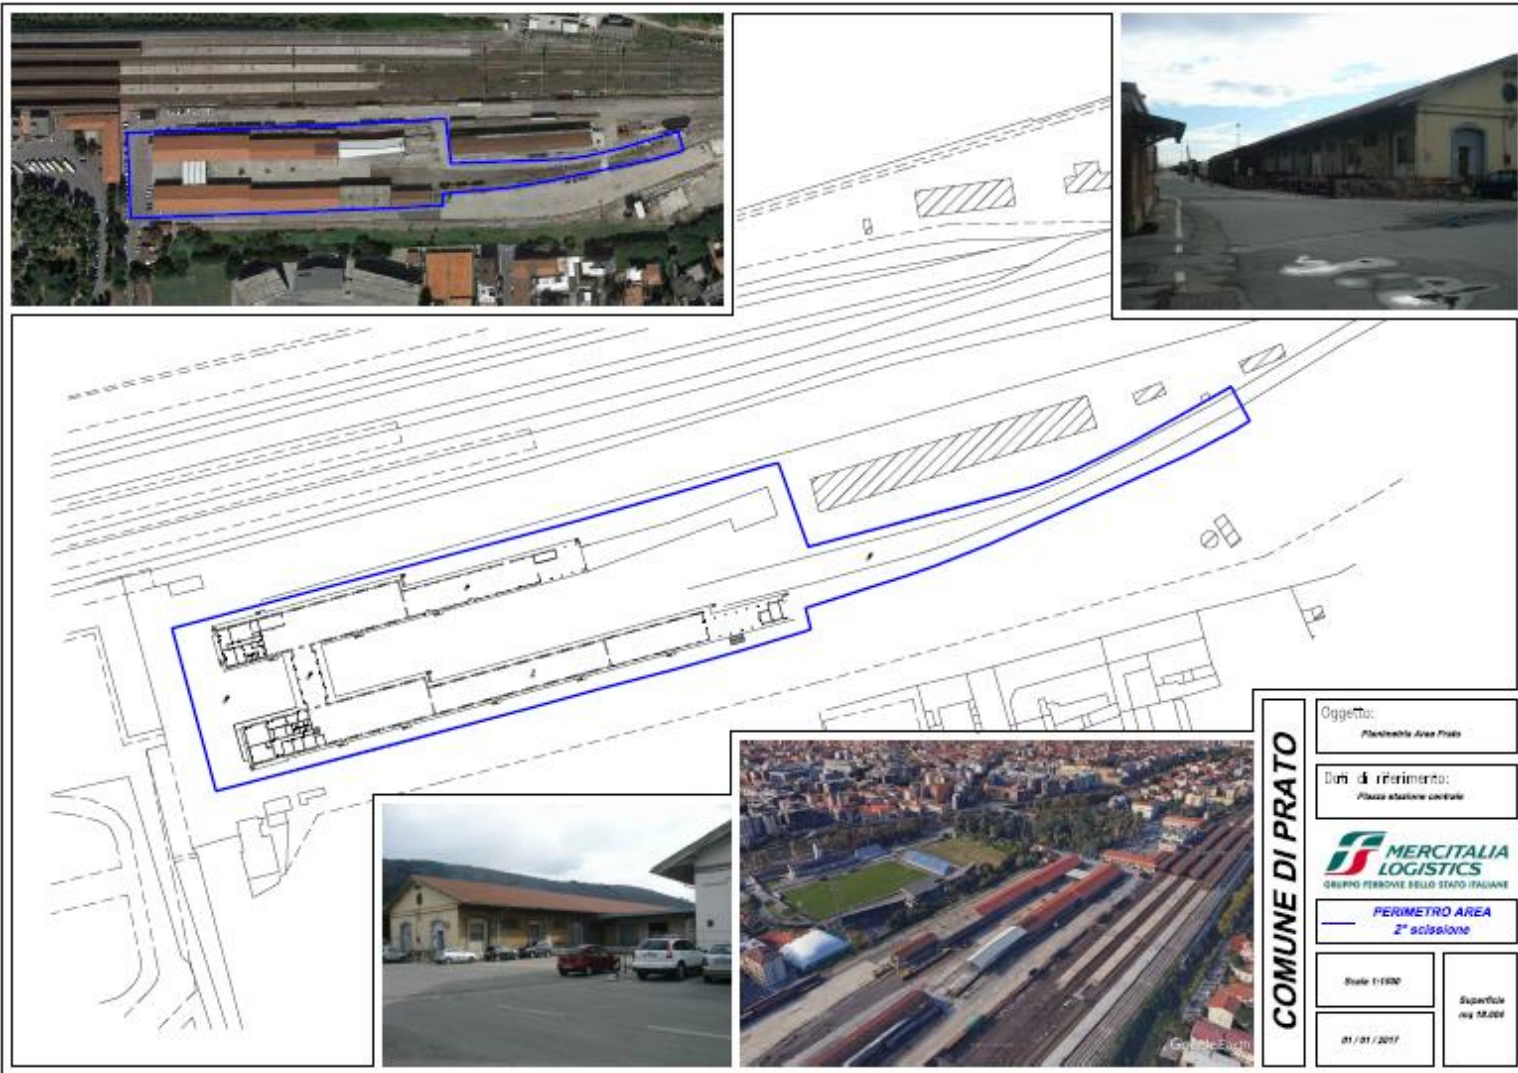 COMUNE DI PRATO
Oggetto:
Planimetria Area Prato
Dati di riferimento:
Piazza stazione centrale
MERCITALIA
LOGISTICS
GRUPPO FERROVIE DELLO STATO ITALIANE
PERIMETRO AREA
2° scissione
Scala 1:1500
Superficie
mq
01 / 01 / 2017
Google Earth